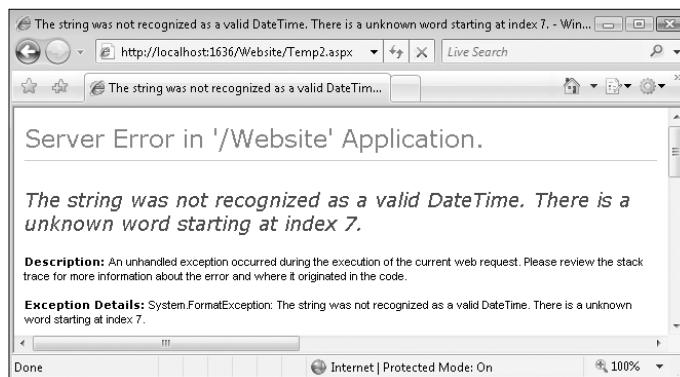 The string was not recognized as a valid DateTime. There is a unknown word starting at index 7. - Win...
http://localhost:1636/Website/Temp2.aspx
Live Search
The string was not recognized as a valid DateTim...
Server Error in '/Website' Application.
The string was not recognized as a valid DateTime. There is a
unknown word starting at index 7.
Description: An unhandled exception occurred during the execution of the current web request. Please review the stack
trace for more information about the error and where it originated in the code.
Exception Details: System.FormatException: The string was not recognized as a valid DateTime. There is a unknown
word starting at index 7.
Done
Internet | Protected Mode: On
100%